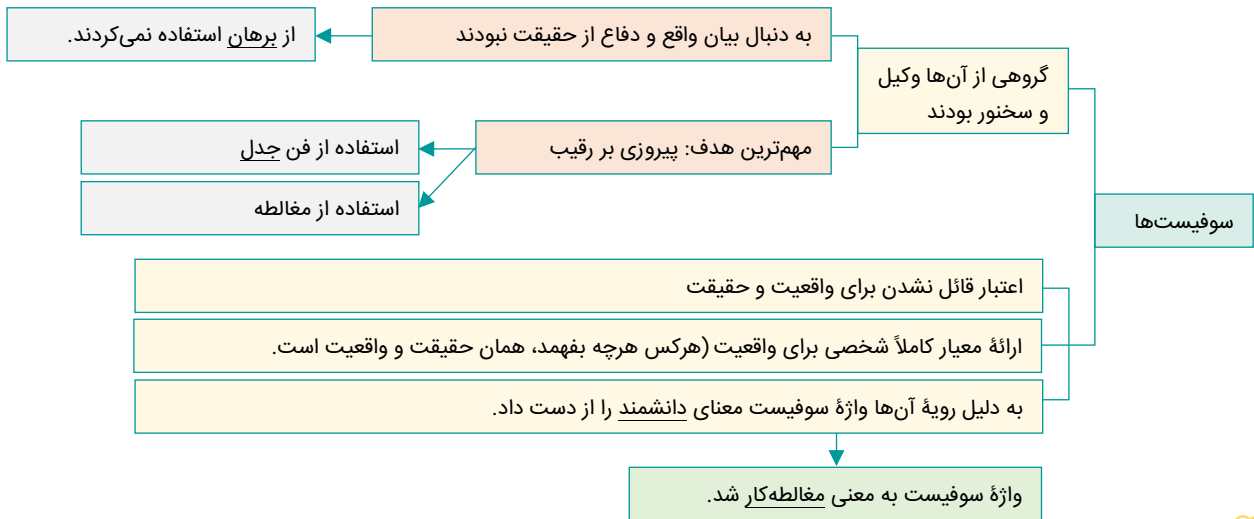 سوفیست‌ها
گروهی از آن‌ها وکیل
و سخنور بودند
به دنبال بیان واقع و دفاع از حقیقت نبودند
از برهان استفاده نمی‌کردند.
مهم‌ترین هدف: پیروزی بر رقیب
استفاده از فن جدل
استفاده از مغالطه
اعتبار قائل نشدن برای واقعیت و حقیقت
ارائهٔ معیار کاملاً شخصی برای واقعیت (هرکس هرچه بفهمد، همان حقیقت و واقعیت است.
به دلیل رویهٔ آن‌ها واژهٔ سوفیست معنای دانشمند را از دست داد.
واژهٔ سوفیست به معنی مغالطه‌کار شد.